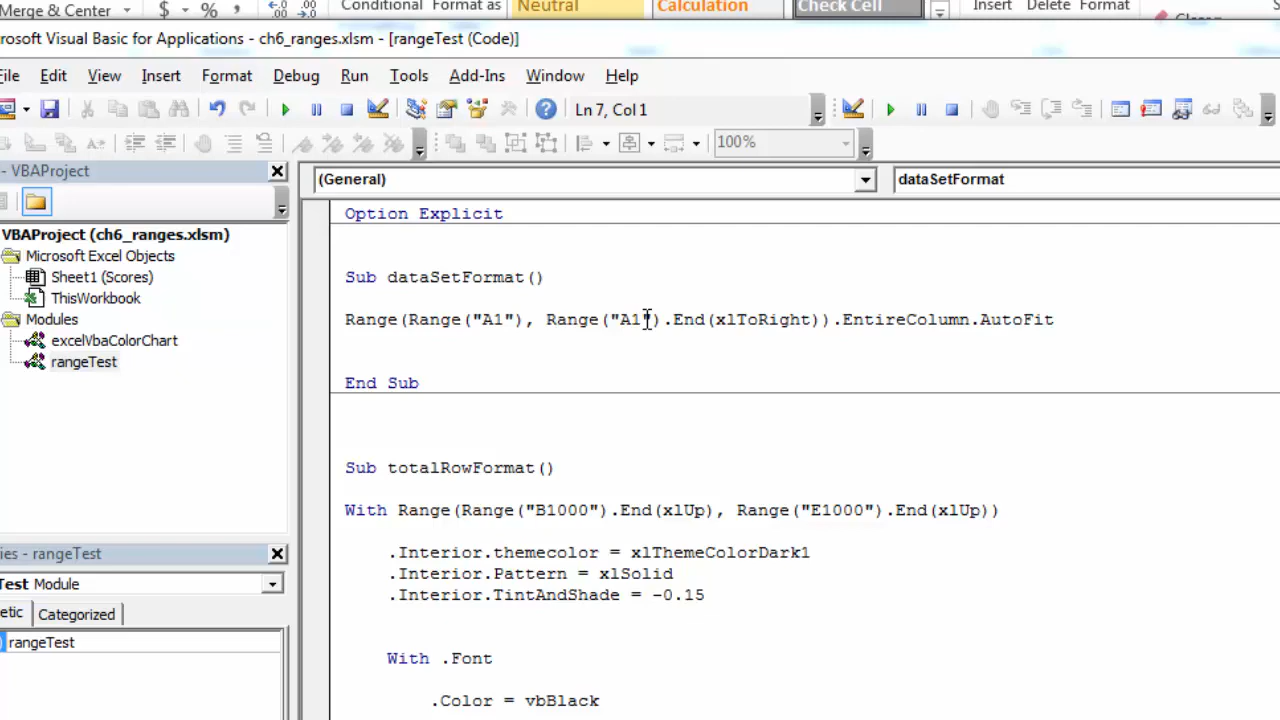 Merge & Center $ % , Conditional Format as Neutral Calculation Check Cell Insert Delete Format
rosoft Visual Basic for Applications - ch6_ranges.xlsm - [rangeTest (Code)]
File Edit View Insert Format Debug Run Tools Add-Ins Window Help
Ln 7, Col 1
100%
- VBAProject
(General) dataSetFormat
VBAProject (ch6_ranges.xlsm)
Microsoft Excel Objects
Sheet1 (Scores)
ThisWorkbook
Modules
excelVbaColorChart
rangeTest
ies - rangeTest
Test Module
etic Categorized
rangeTest
Option Explicit
Sub dataSetFormat()
Range(Range("A1"), Range("A1").End(xlToRight)).EntireColumn.AutoFit
End Sub
Sub totalRowFormat()
With Range(Range("B1000").End(xlUp), Range("E1000").End(xlUp))
.Interior.themecolor = xlThemeColorDark1
.Interior.Pattern = xlSolid
.Interior.TintAndShade = -0.15
With .Font
.Color = vbBlack